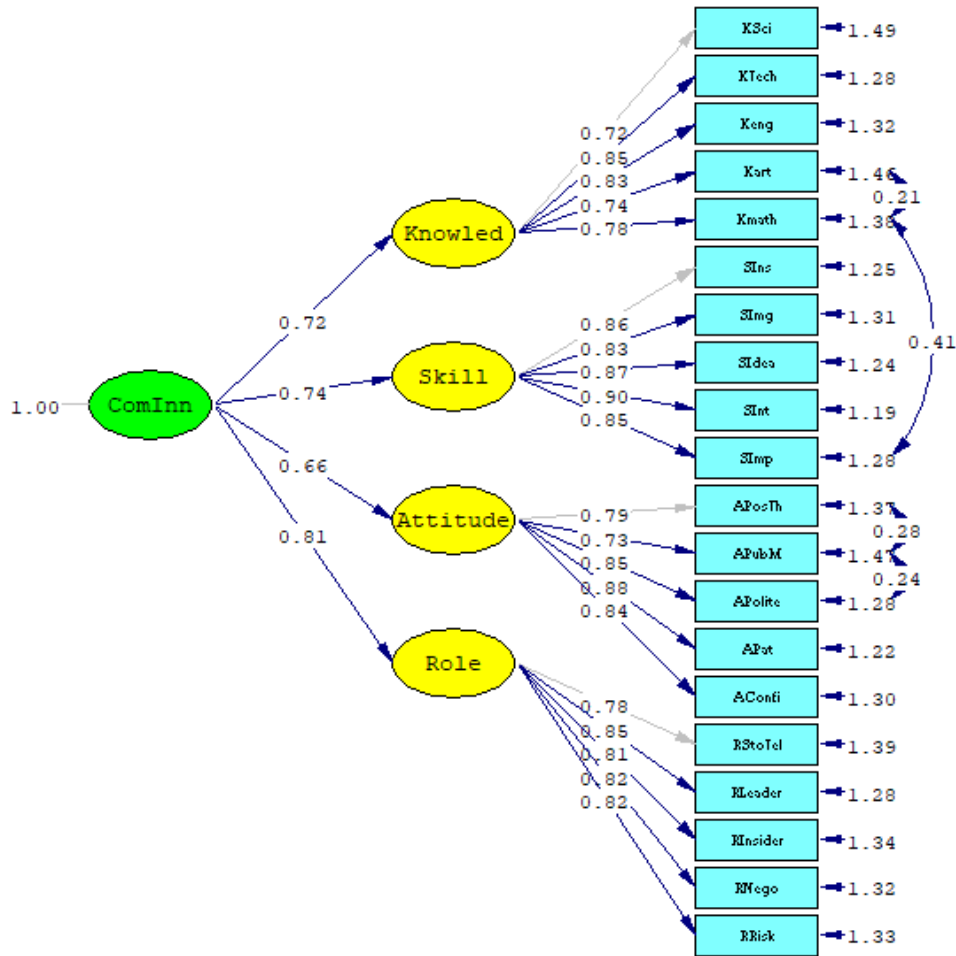 KSci
1.49
KTech
1.28
Keng
1.32
0.72
0.85
Kart
1.46
0.83
0.21
0.74
Kmath
1.38
0.78
Knowled
SIns
1.25
0.72
0.86
SImg
1.31
0.83
0.41
0.87
SIdea
1.24
Skill
0.74
0.90
SInt
1.19
1.00
ComInn
0.85
SImp
1.28
0.66
APosTh
1.37
0.79
Attitude
0.28
0.81
0.73
APubM
1.47
0.85
0.24
0.88
APolite
1.28
0.84
APat
1.22
Role
AConfi
1.30
0.78
0.85
RStoTel
1.39
0.81
0.82
RLeader
1.28
0.82
RInsider
1.34
RNego
1.32
RRisk
1.33